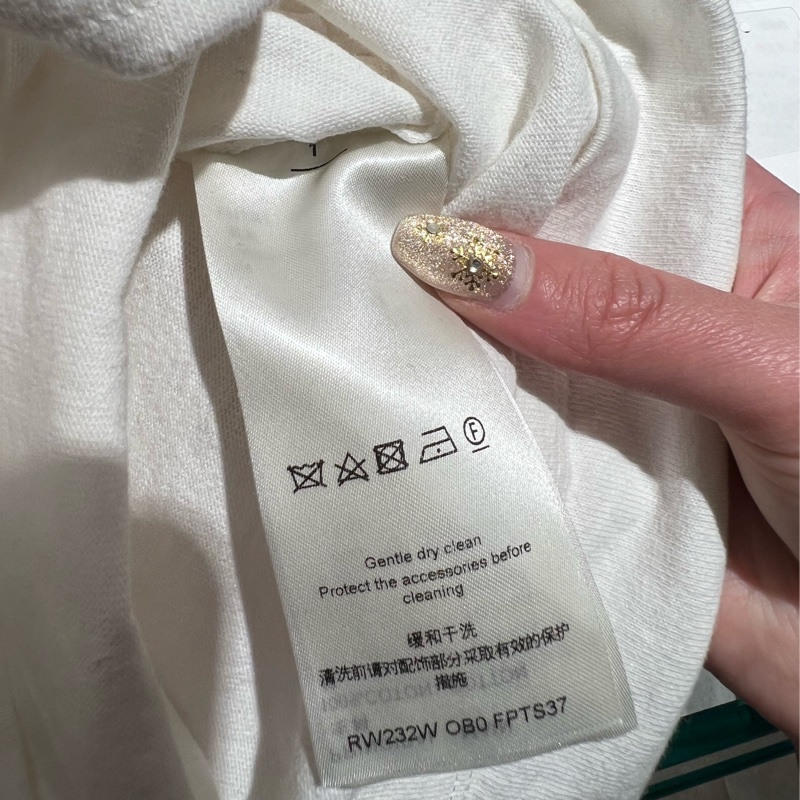 F
Gentle dry clean
Protect the accessories before
cleaning
缓和干洗
清洗前请对配饰部分采取有效的保护
措施
RW232W OB0 FPTS37